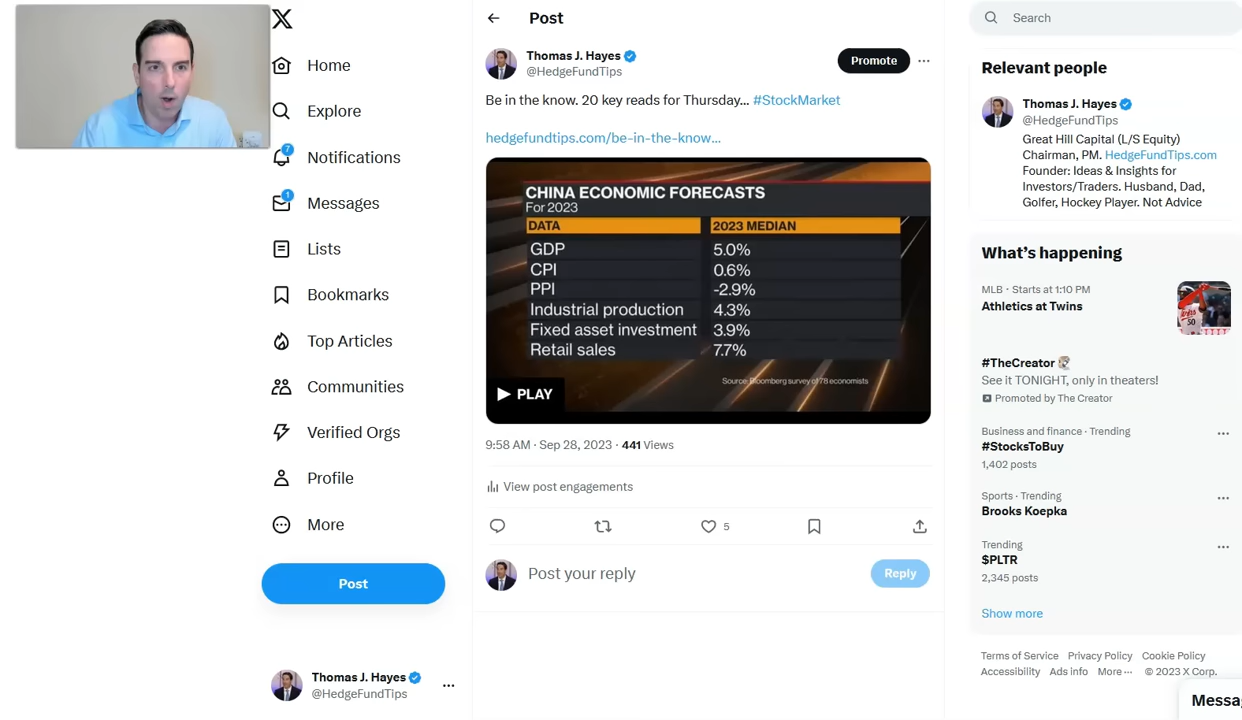 X
Home
Explore
7
Notifications
1
Messages
Lists
Bookmarks
Top Articles
Communities
Verified Orgs
Profile
More
Post
Thomas J. Hayes
@HedgeFundTips
Post
Thomas J. Hayes
@HedgeFundTips
Promote
Be in the know. 20 key reads for Thursday... #StockMarket
hedgefundtips.com/be-in-the-know...
CHINA ECONOMIC FORECASTS
For 2023
DATA 2023 MEDIAN
GDP 5.0%
CPI 0.6%
PPI -2.9%
Industrial production 4.3%
Fixed asset investment 3.9%
Retail sales 7.7%
Source: Bloomberg survey of 78 economists
PLAY
9:58 AM · Sep 28, 2023 · 441 Views
View post engagements
5
Post your reply
Reply
Search
Relevant people
Thomas J. Hayes
@HedgeFundTips
Great Hill Capital (L/S Equity)
Chairman, PM. HedgeFundTips.com
Founder: Ideas & Insights for
Investors/Traders. Husband, Dad,
Golfer, Hockey Player. Not Advice
What's happening
MLB · Starts at 1:10 PM
Athletics at Twins
50
#TheCreator
See it TONIGHT, only in theaters!
Promoted by The Creator
Business and finance · Trending
#StocksToBuy
1,402 posts
Sports · Trending
Brooks Koepka
Trending
$PLTR
2,345 posts
Show more
Terms of Service Privacy Policy Cookie Policy
Accessibility Ads info More ··· © 2023 X Corp.